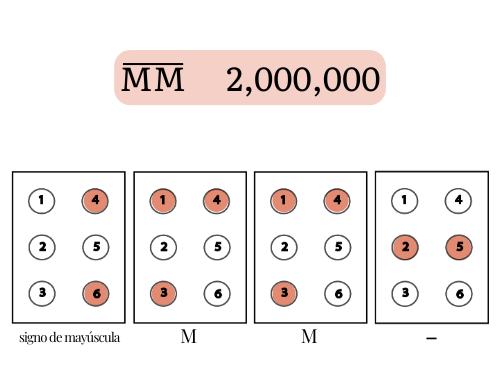 M̅M̅ 2,000,000
1 4 1 4 1 4 1 4
2 5 2 5 2 5 2 5
3 6 3 6 3 6 3 6
signo de mayúscula M M –